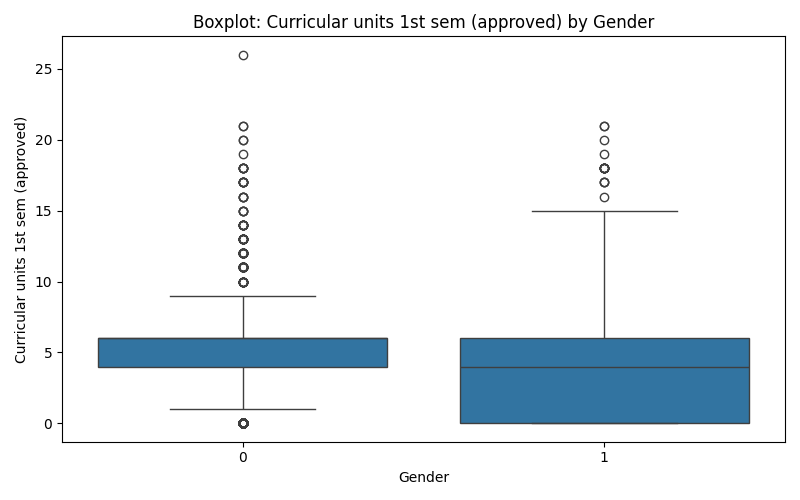 Boxplot: Curricular units 1st sem (approved) by Gender
Curricular units 1st sem (approved)
25
20
15
10
5
0
0 1
Gender